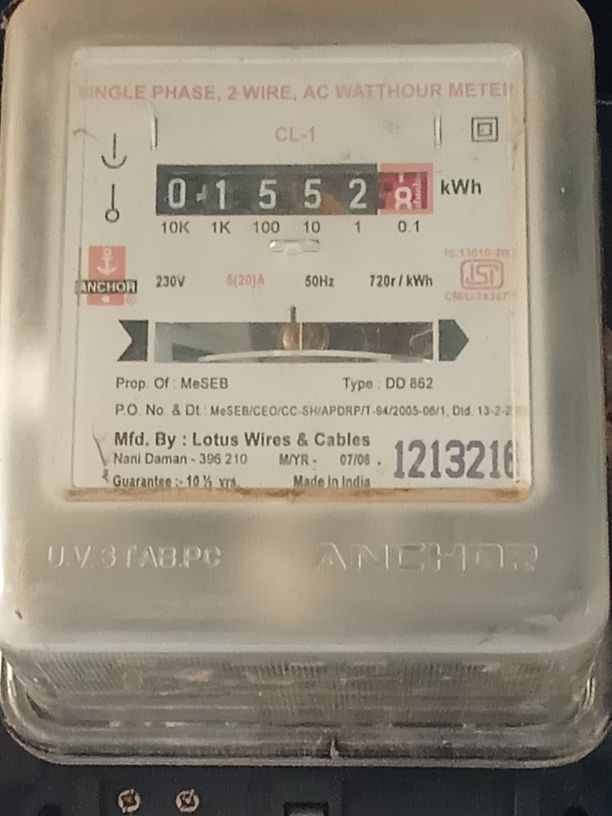 SINGLE PHASE, 2 WIRE, AC WATTHOUR METER
CL-1
0 1 5 5 2 8 kWh
10K 1K 100 10 1 0.1
ANCHOR
230V 5(20)A 50Hz 720r / kWh
Prop. Of : MeSEB Type : DD 862
P.O. No. & Dt. : MeSEB/CEO/CC-SH/APDRP/T-94/2005-06/1, Dtd. 13-2-2
Mfd. By : Lotus Wires & Cables
Nani Daman - 396 210 M/YR - 07/06 .
Guarantee :- 10 ½ yrs. Made in India
1213216
U.V. STAB.PC ANCHOR